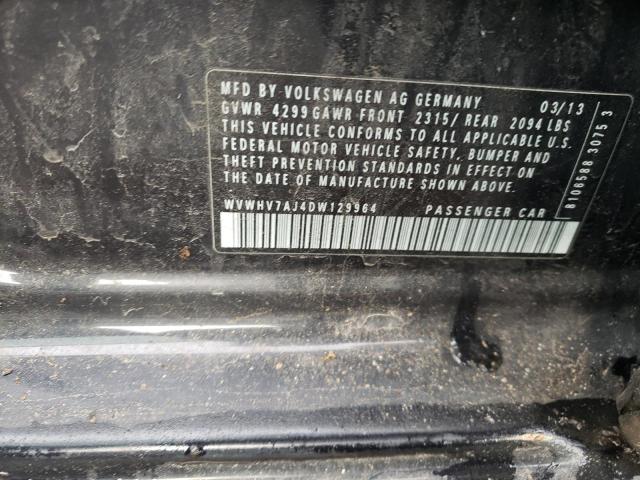 MFD BY VOLKSWAGEN AG GERMANY 03/13
GVWR 4299 GAWR FRONT 2315/ REAR 2094 LBS
THIS VEHICLE CONFORMS TO ALL APPLICABLE U.S.
FEDERAL MOTOR VEHICLE SAFETY, BUMPER AND
THEFT PREVENTION STANDARDS IN EFFECT ON
THE DATE OF MANUFACTURE SHOWN ABOVE.
WVWHV7AJ4DW129964 PASSENGER CAR
8106588 3075 3